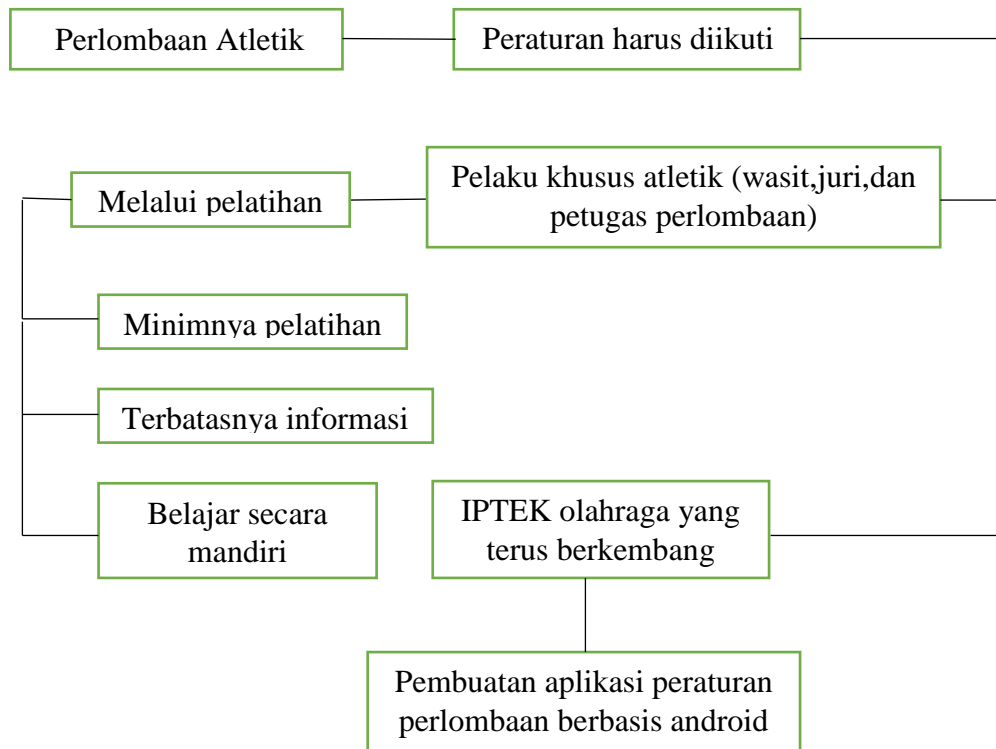 Perlombaan Atletik
Peraturan harus diikuti
Melalui pelatihan
Pelaku khusus atletik (wasit,juri,dan
petugas perlombaan)
Minimnya pelatihan
Terbatasnya informasi
Belajar secara
mandiri
IPTEK olahraga yang
terus berkembang
Pembuatan aplikasi peraturan
perlombaan berbasis android